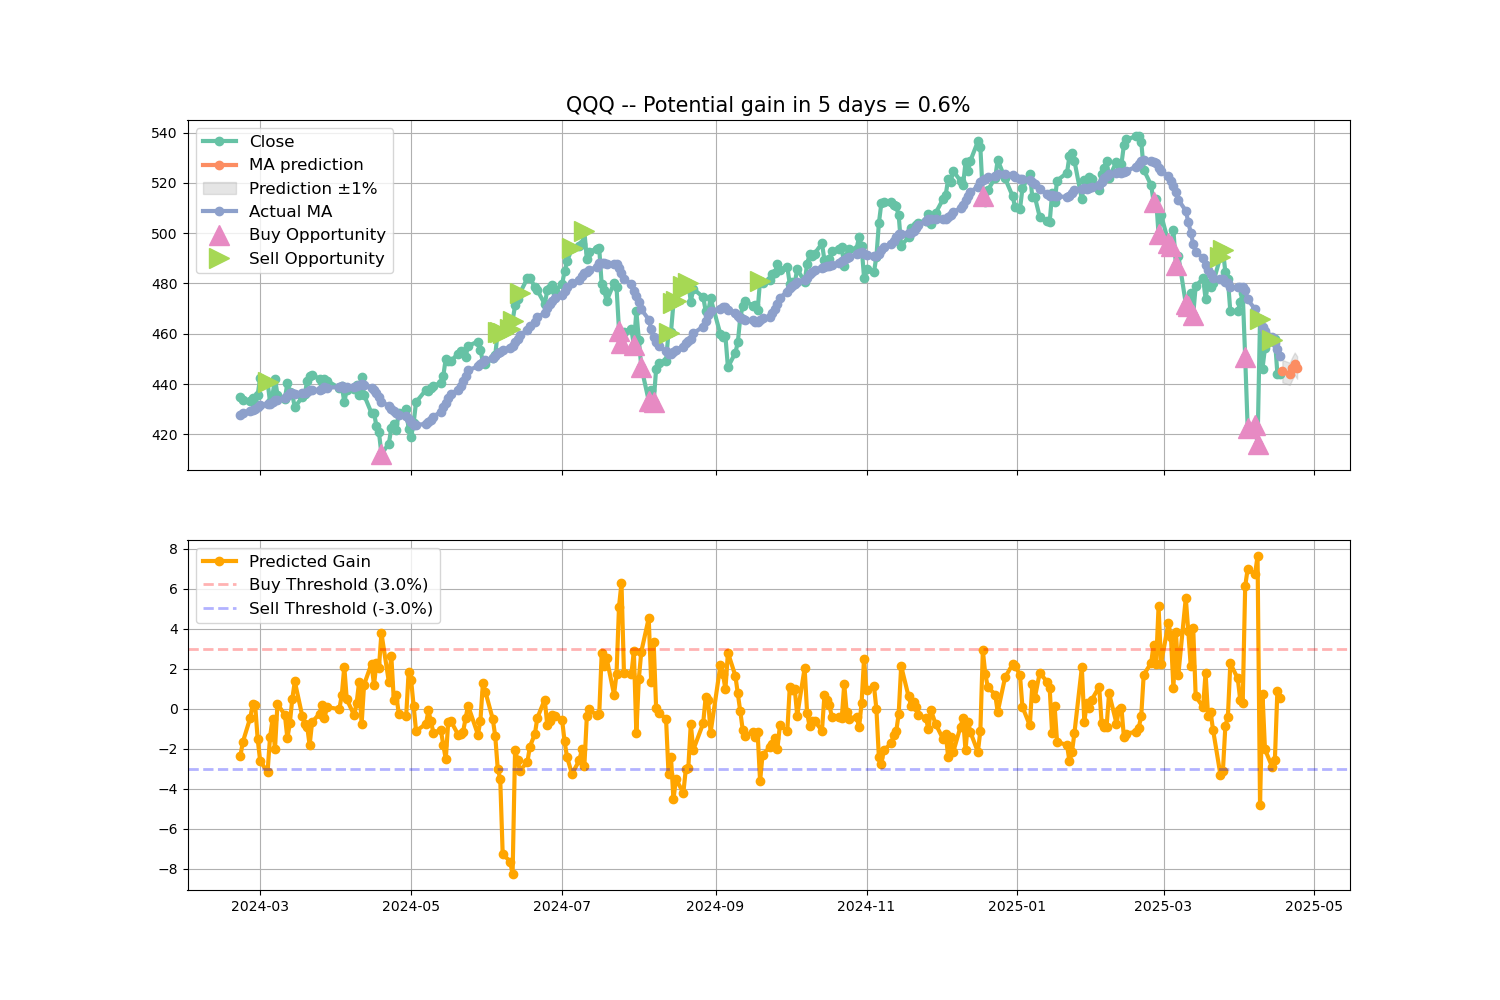 QQQ -- Potential gain in 5 days = 0.6%
540
520
500
480
460
440
420
Close
MA prediction
Prediction ±1%
Actual MA
Buy Opportunity
Sell Opportunity
8
6
4
2
0
−2
−4
−6
−8
Predicted Gain
Buy Threshold (3.0%)
Sell Threshold (-3.0%)
2024-03
2024-05
2024-07
2024-09
2024-11
2025-01
2025-03
2025-05